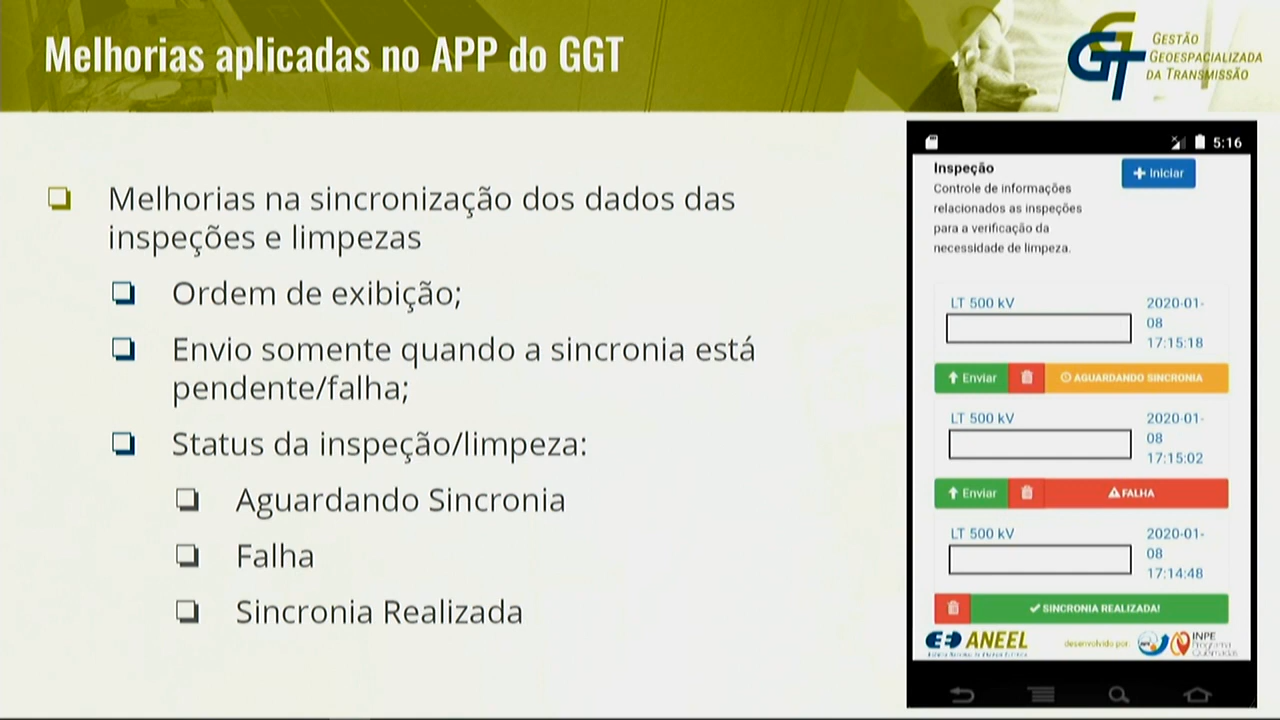 Melhorias aplicadas no APP do GGT
GGT
GESTÃO
GEOESPACIALIZADA
DA TRANSMISSÃO
Melhorias na sincronização dos dados das
inspeções e limpezas
Ordem de exibição;
Envio somente quando a sincronia está
pendente/falha;
Status da inspeção/limpeza:
Aguardando Sincronia
Falha
Sincronia Realizada
5:16
Inspeção
Iniciar
Controle de informações
relacionados as inspeções
para a verificação da
necessidade de limpeza.
LT 500 kV
2020-01-
08
17:15:18
Enviar
AGUARDANDO SINCRONIA
LT 500 kV
2020-01-
08
17:15:02
Enviar
FALHA
LT 500 kV
2020-01-
08
17:14:48
SINCRONIA REALIZADA!
ANEEL
desenvolvido por:
INPE
Programa
Queimadas